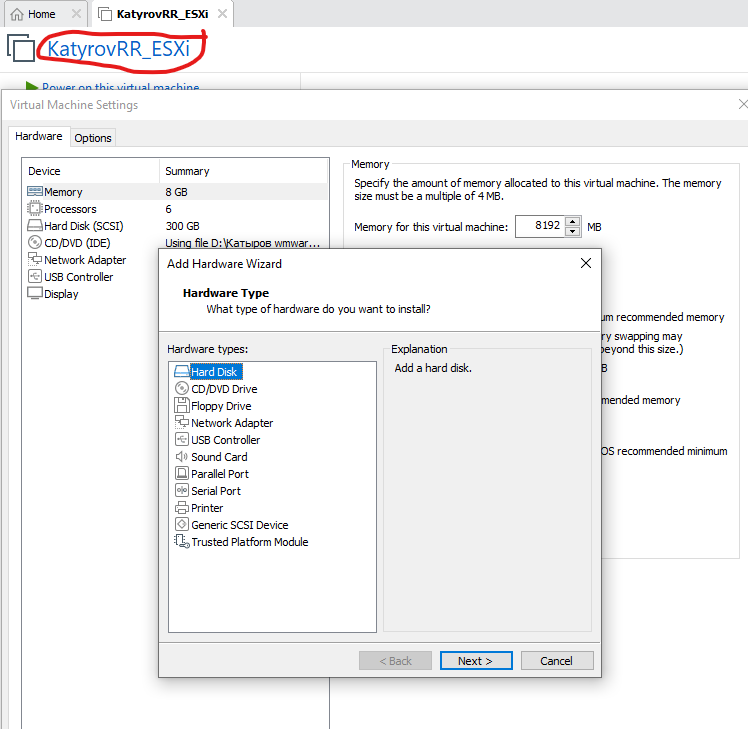 Home
KatyrovRR_ESXi
KatyrovRR_ESXi
Power on this virtual machine
Virtual Machine Settings
Hardware Options
Device Summary
Memory 8 GB
Processors 6
Hard Disk (SCSI) 300 GB
CD/DVD (IDE) Using file D:\Катыров wmwar...
Network Adapter
USB Controller
Display
Memory
Specify the amount of memory allocated to this virtual machine. The memory
size must be a multiple of 4 MB.
Memory for this virtual machine: 8192 MB
um recommended memory
ry swapping may
beyond this size.)
B
mended memory
OS recommended minimum
Add Hardware Wizard
Hardware Type
What type of hardware do you want to install?
Hardware types:
Hard Disk
CD/DVD Drive
Floppy Drive
Network Adapter
USB Controller
Sound Card
Parallel Port
Serial Port
Printer
Generic SCSI Device
Trusted Platform Module
Explanation
Add a hard disk.
< Back Next > Cancel